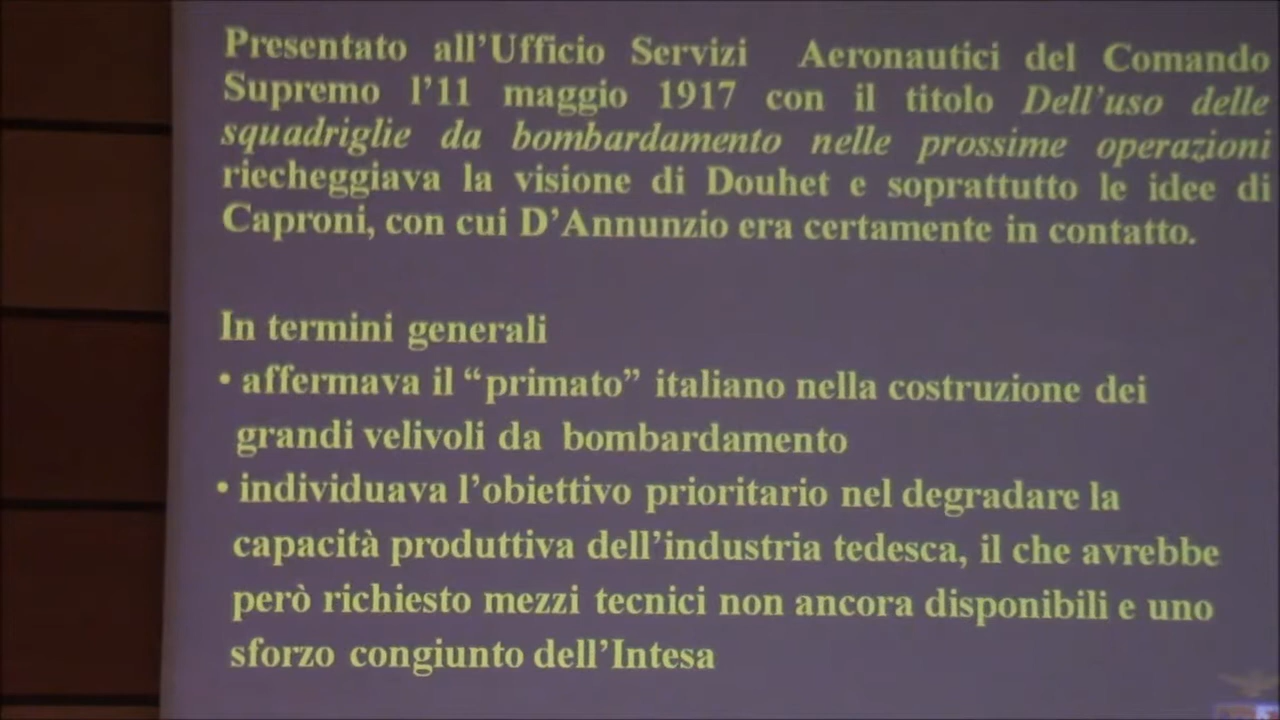 Presentato all’Ufficio Servizi Aeronautici del Comando
Supremo l’11 maggio 1917 con il titolo Dell’uso delle
squadriglie da bombardamento nelle prossime operazioni
riecheggiava la visione di Douhet e soprattutto le idee di
Caproni, con cui D’Annunzio era certamente in contatto.
In termini generali
• affermava il “primato” italiano nella costruzione dei
grandi velivoli da bombardamento
• individuava l’obiettivo prioritario nel degradare la
capacità produttiva dell’industria tedesca, il che avrebbe
però richiesto mezzi tecnici non ancora disponibili e uno
sforzo congiunto dell’Intesa